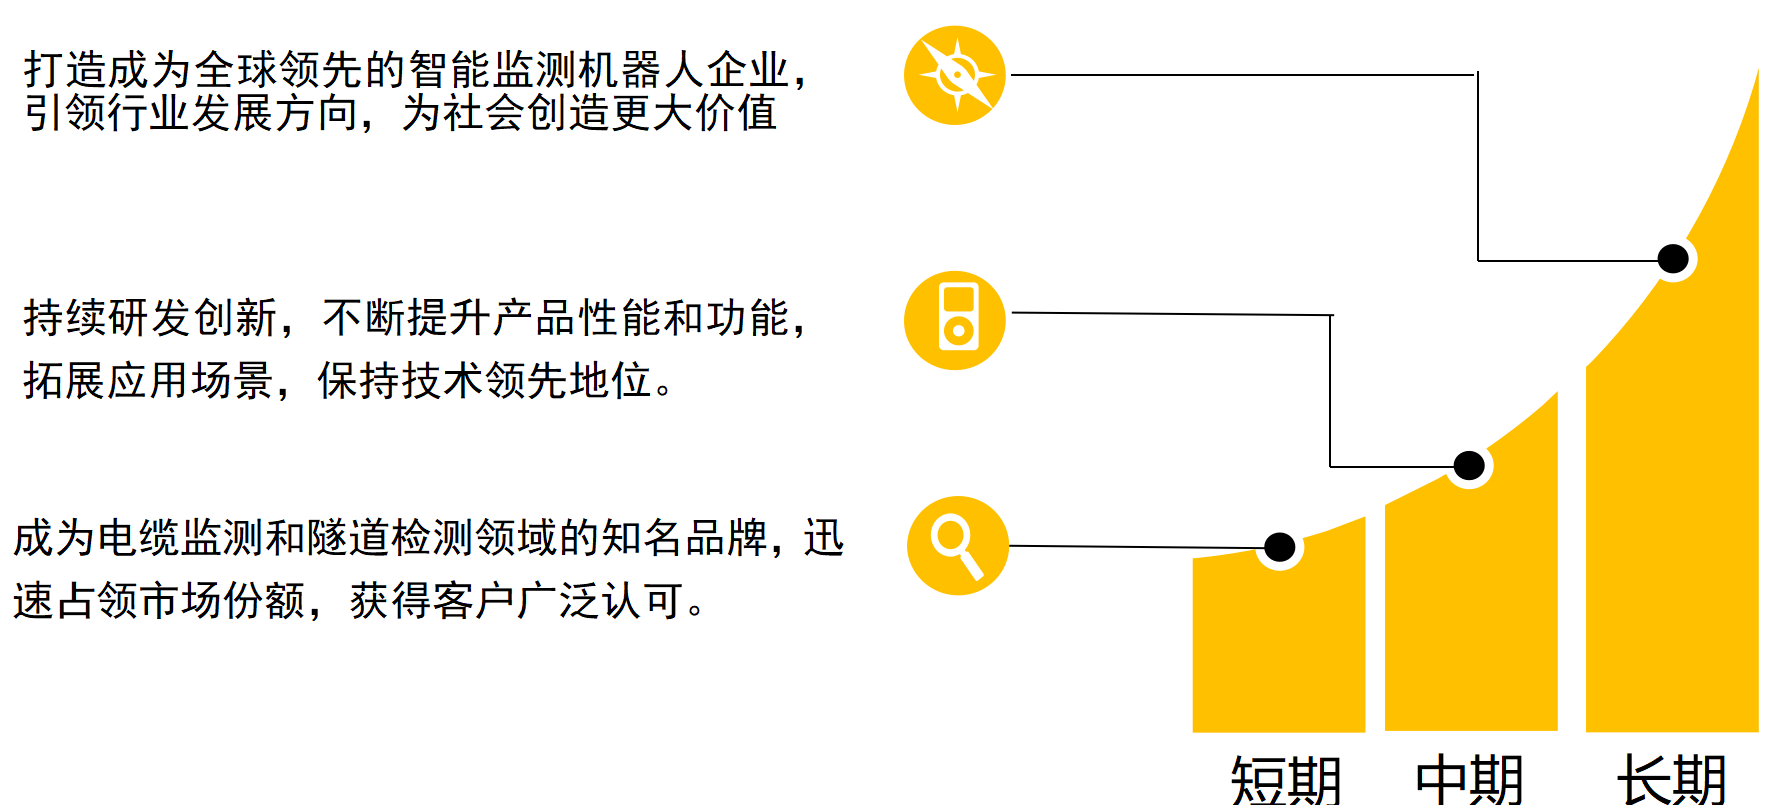 打造成为全球领先的智能监测机器人企业，
引领行业发展方向，为社会创造更大价值
持续研发创新，不断提升产品性能和功能，
拓展应用场景，保持技术领先地位。
成为电缆监测和隧道检测领域的知名品牌，迅
速占领市场份额，获得客户广泛认可。
短期
中期
长期